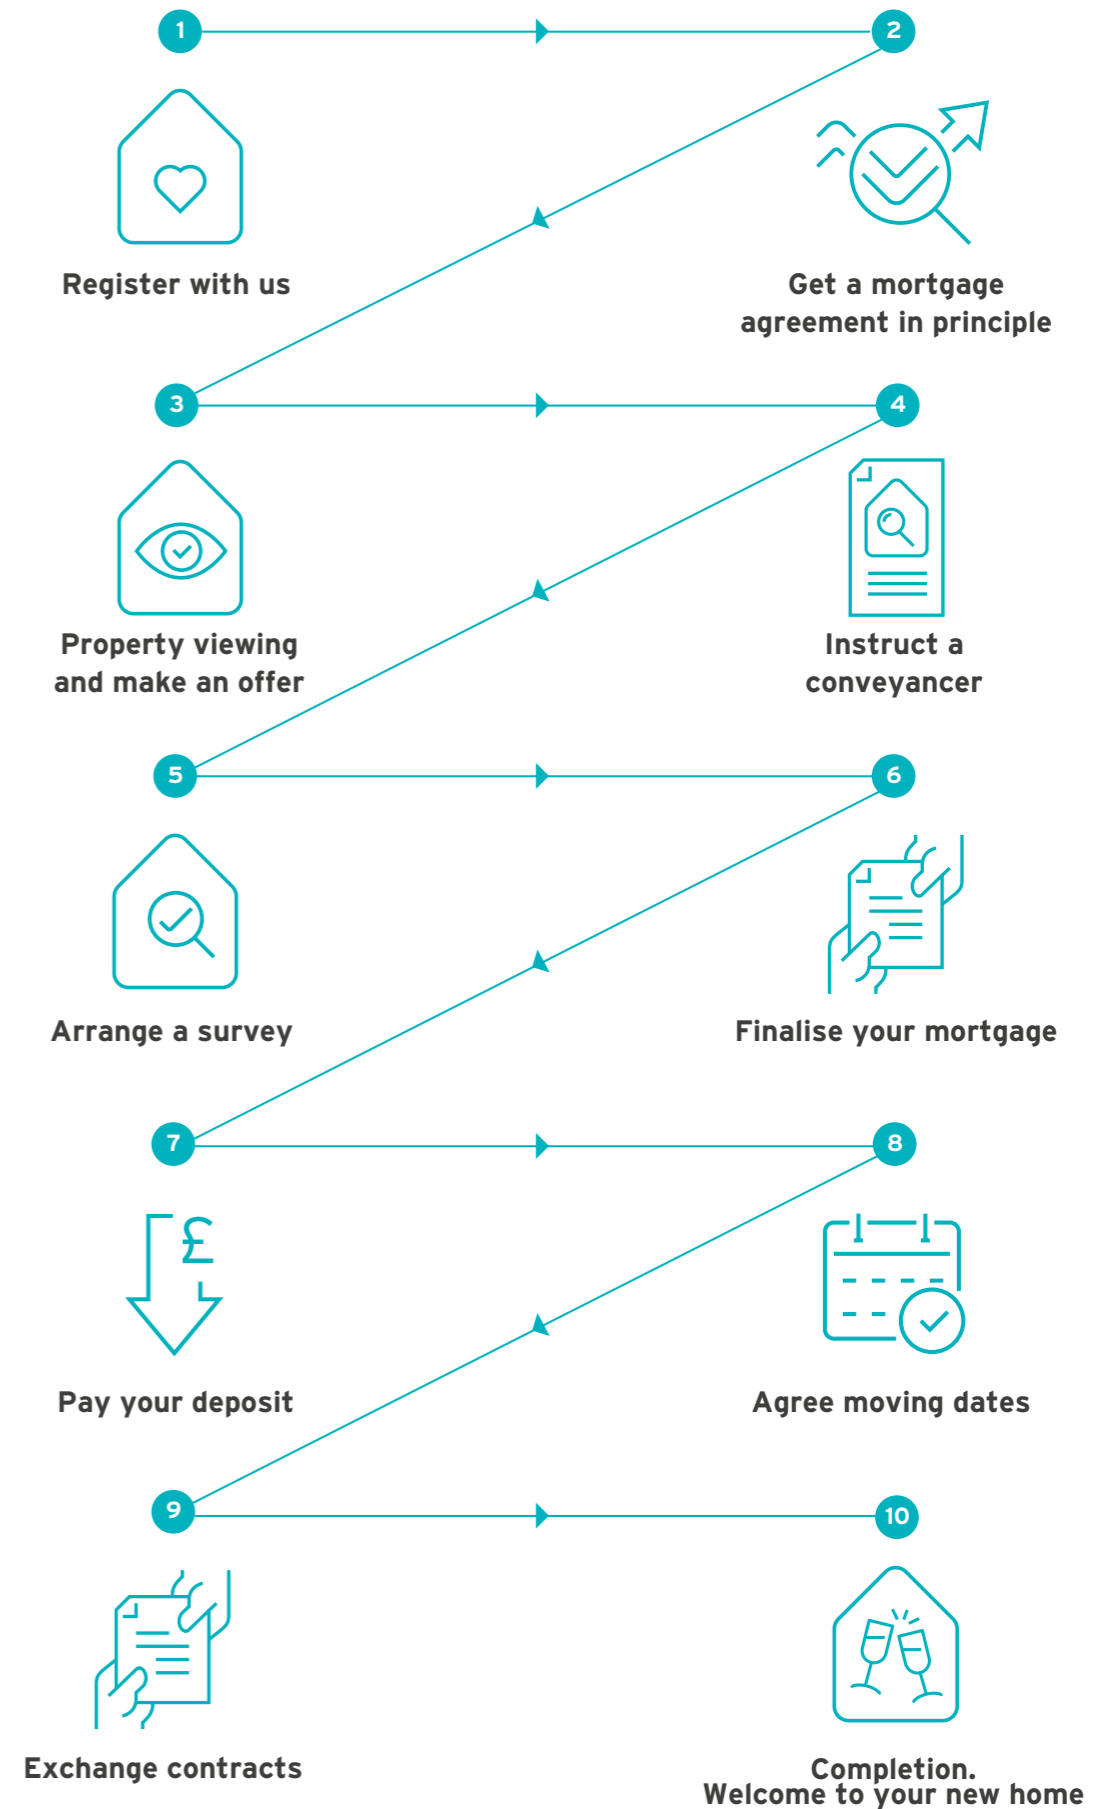 1
2
Register with us
Get a mortgage
agreement in principle
3
4
Property viewing
and make an offer
Instruct a
conveyancer
5
6
Arrange a survey
Finalise your mortgage
7
8
£
Pay your deposit
Agree moving dates
9
10
Exchange contracts
Completion.
Welcome to your new home